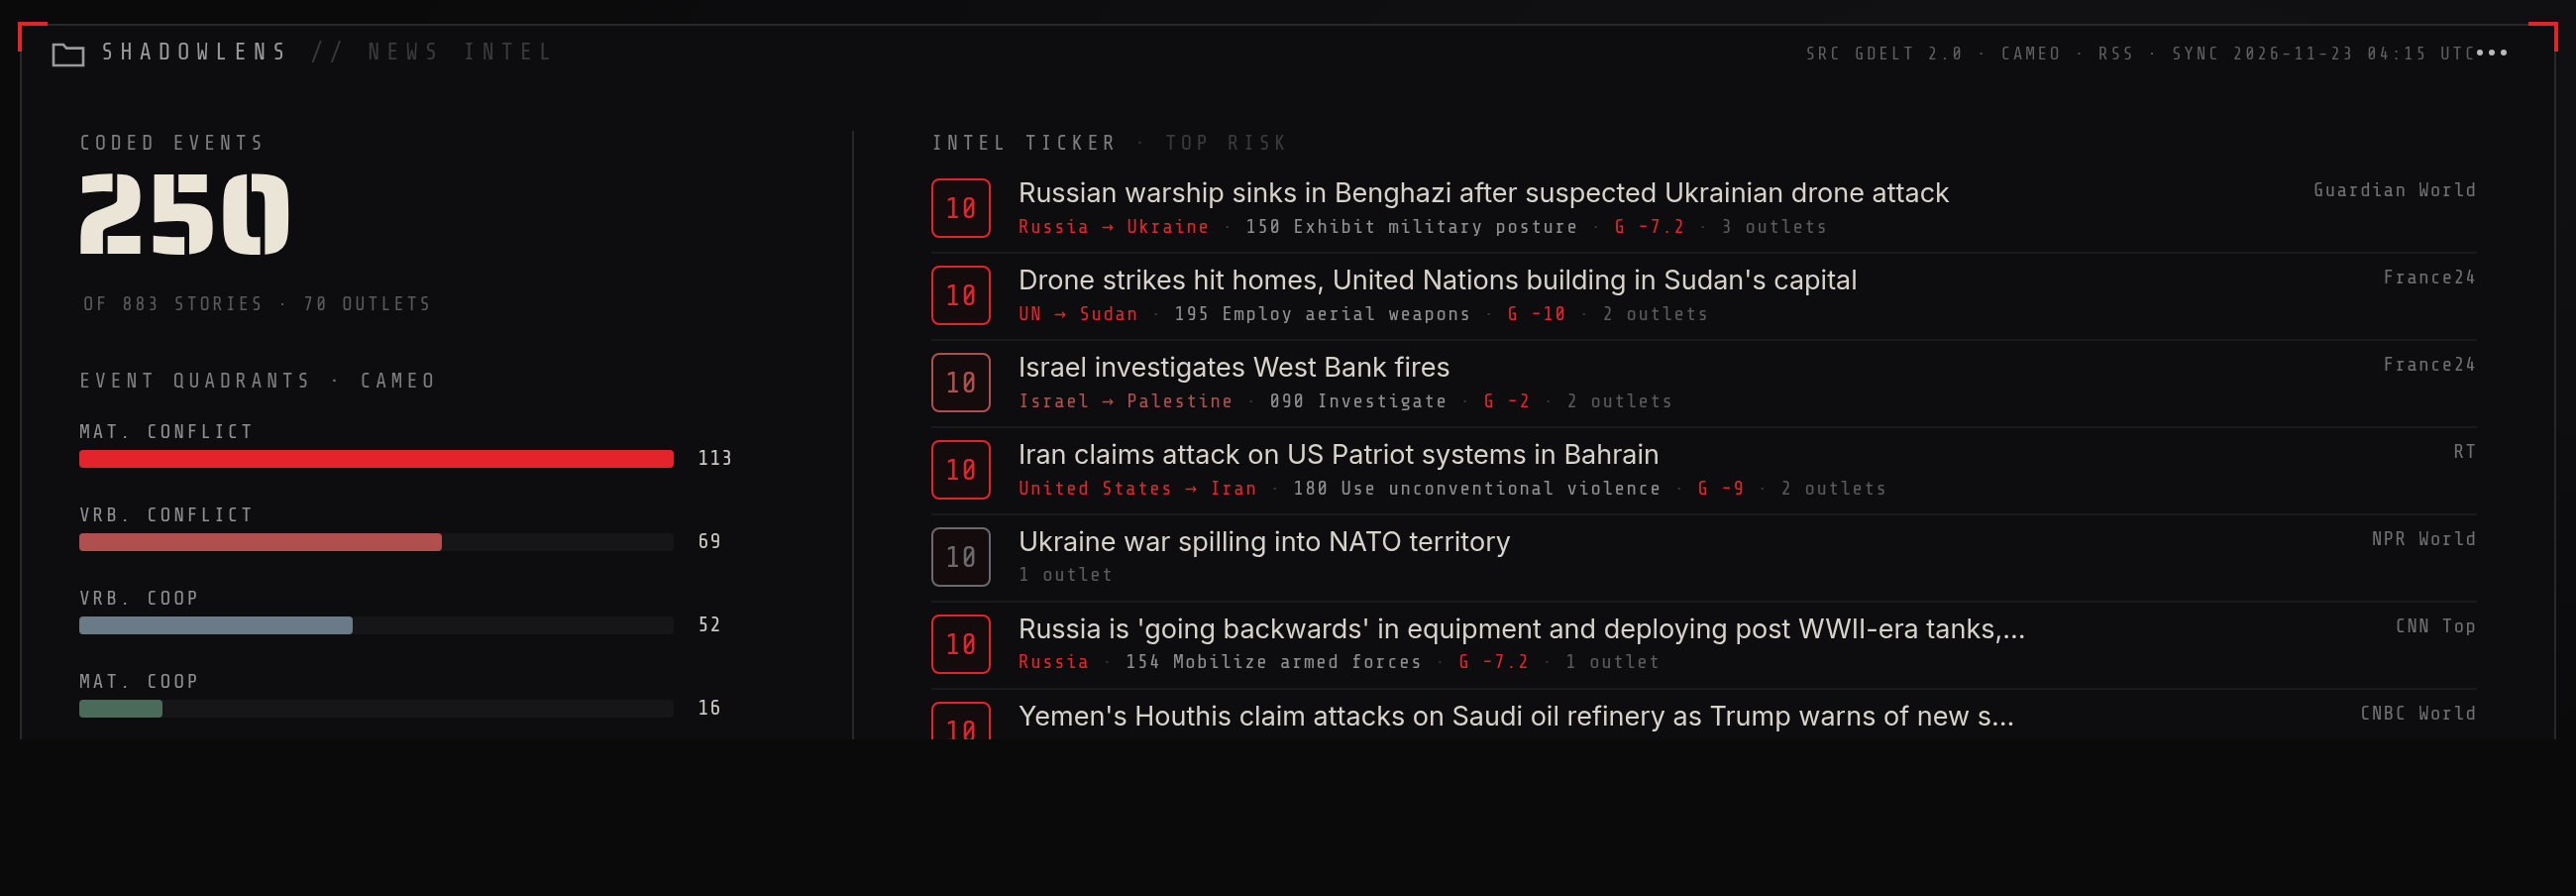 SHADOWLENS // NEWS INTEL
SRC GDELT 2.0 · CAMEO · RSS · SYNC 2026-11-23 04:15 UTC
CODED EVENTS
250
OF 883 STORIES · 70 OUTLETS
EVENT QUADRANTS · CAMEO
MAT. CONFLICT
113
VRB. CONFLICT
69
VRB. COOP
52
MAT. COOP
16
INTEL TICKER · TOP RISK
10 Russian warship sinks in Benghazi after suspected Ukrainian drone attack Guardian World
Russia → Ukraine · 150 Exhibit military posture · G -7.2 · 3 outlets
10 Drone strikes hit homes, United Nations building in Sudan's capital France24
UN → Sudan · 195 Employ aerial weapons · G -10 · 2 outlets
10 Israel investigates West Bank fires France24
Israel → Palestine · 090 Investigate · G -2 · 2 outlets
10 Iran claims attack on US Patriot systems in Bahrain RT
United States → Iran · 180 Use unconventional violence · G -9 · 2 outlets
10 Ukraine war spilling into NATO territory NPR World
1 outlet
10 Russia is 'going backwards' in equipment and deploying post WWII-era tanks,... CNN Top
Russia · 154 Mobilize armed forces · G -7.2 · 1 outlet
10 Yemen's Houthis claim attacks on Saudi oil refinery as Trump warns of new s... CNBC World